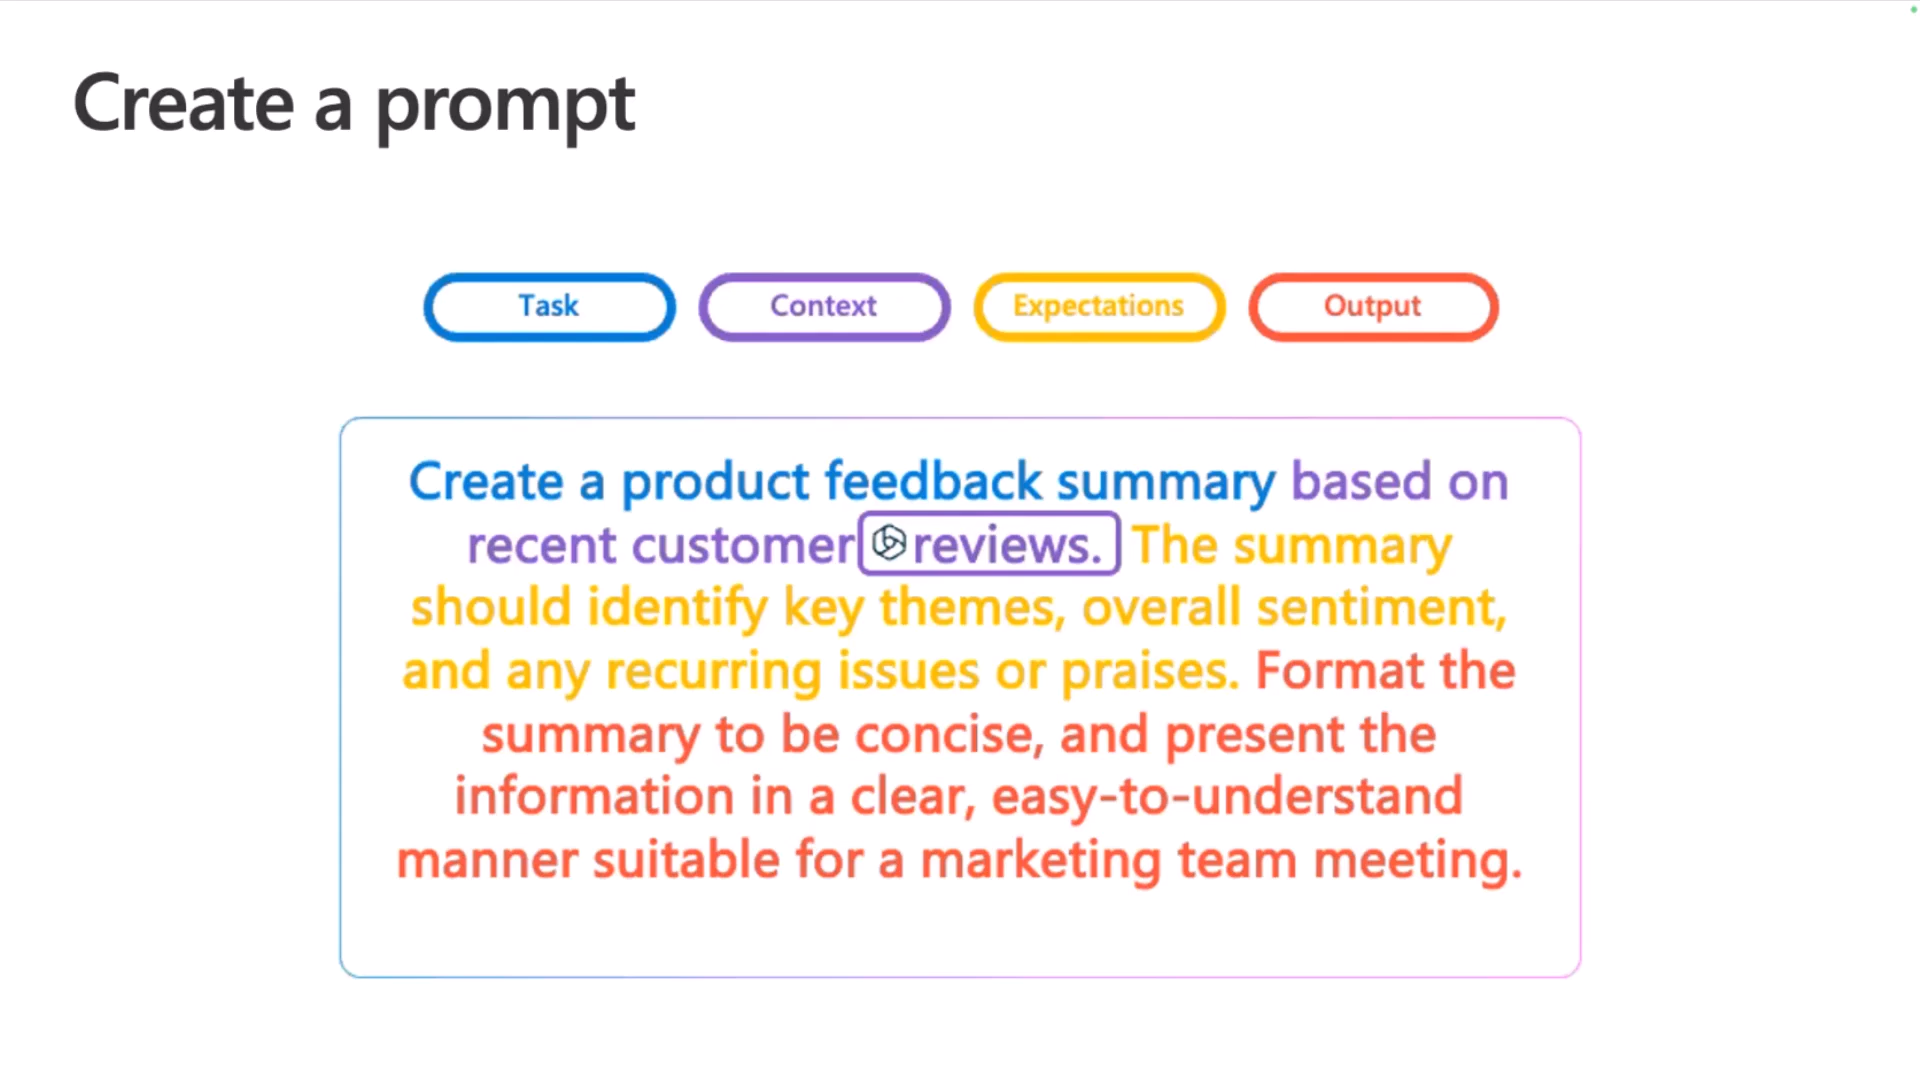 Create a prompt
Task
Context
Expectations
Output
Create a product feedback summary based on
recent customer reviews. The summary
should identify key themes, overall sentiment,
and any recurring issues or praises. Format the
summary to be concise, and present the
information in a clear, easy-to-understand
manner suitable for a marketing team meeting.